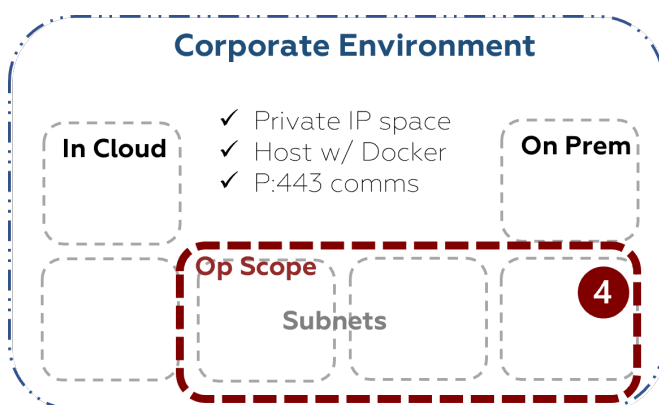 Corporate Environment
✓ Private IP space
In Cloud
✓ Host w/ Docker
On Prem
✓ P:443 comms
Op Scope
4
Subnets